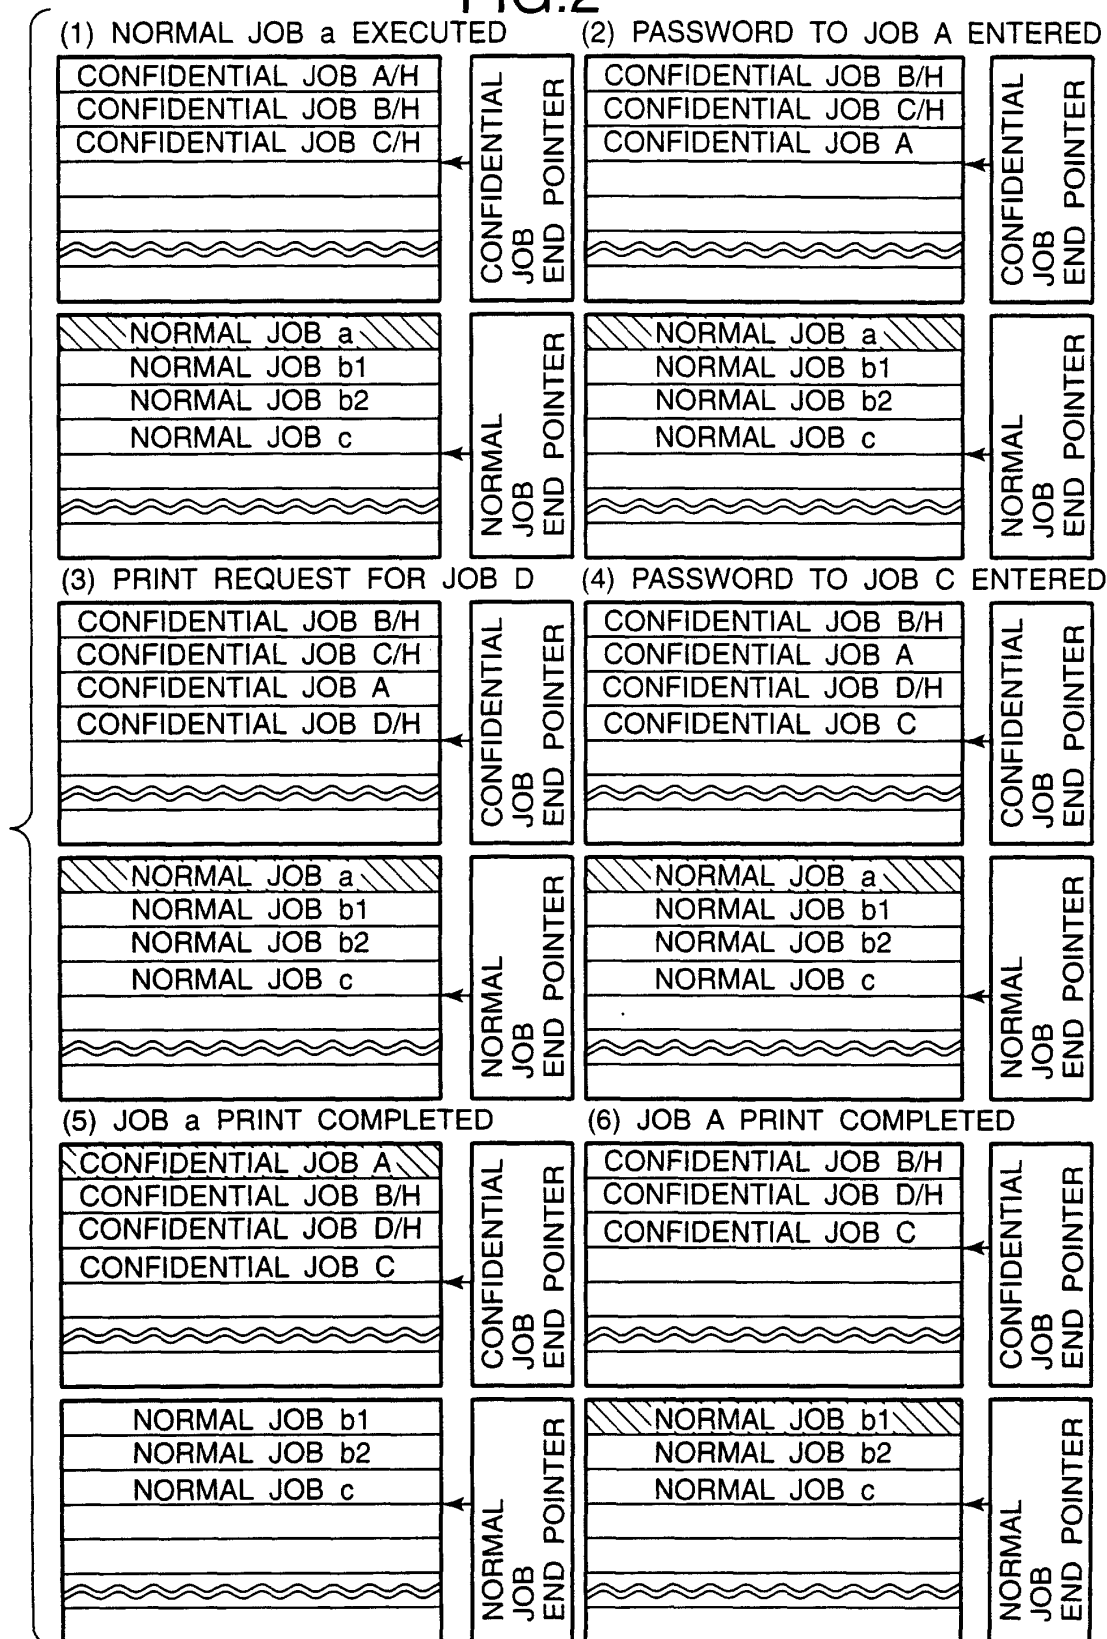 FIG.2
(1) NORMAL JOB a EXECUTED
CONFIDENTIAL JOB A/H
CONFIDENTIAL JOB B/H
CONFIDENTIAL JOB C/H
CONFIDENTIAL
JOB
END POINTER
NORMAL JOB a
NORMAL JOB b1
NORMAL JOB b2
NORMAL JOB c
NORMAL
JOB
END POINTER
(2) PASSWORD TO JOB A ENTERED
CONFIDENTIAL JOB B/H
CONFIDENTIAL JOB C/H
CONFIDENTIAL JOB A
CONFIDENTIAL
JOB
END POINTER
NORMAL JOB a
NORMAL JOB b1
NORMAL JOB b2
NORMAL JOB c
NORMAL
JOB
END POINTER
(3) PRINT REQUEST FOR JOB D
CONFIDENTIAL JOB B/H
CONFIDENTIAL JOB C/H
CONFIDENTIAL JOB A
CONFIDENTIAL JOB D/H
CONFIDENTIAL
JOB
END POINTER
NORMAL JOB a
NORMAL JOB b1
NORMAL JOB b2
NORMAL JOB c
NORMAL
JOB
END POINTER
(4) PASSWORD TO JOB C ENTERED
CONFIDENTIAL JOB B/H
CONFIDENTIAL JOB A
CONFIDENTIAL JOB D/H
CONFIDENTIAL JOB C
CONFIDENTIAL
JOB
END POINTER
NORMAL JOB a
NORMAL JOB b1
NORMAL JOB b2
NORMAL JOB c
NORMAL
JOB
END POINTER
(5) JOB a PRINT COMPLETED
CONFIDENTIAL JOB A
CONFIDENTIAL JOB B/H
CONFIDENTIAL JOB D/H
CONFIDENTIAL JOB C
CONFIDENTIAL
JOB
END POINTER
NORMAL JOB b1
NORMAL JOB b2
NORMAL JOB c
NORMAL
JOB
END POINTER
(6) JOB A PRINT COMPLETED
CONFIDENTIAL JOB B/H
CONFIDENTIAL JOB D/H
CONFIDENTIAL JOB C
CONFIDENTIAL
JOB
END POINTER
NORMAL JOB b1
NORMAL JOB b2
NORMAL JOB c
NORMAL
JOB
END POINTER